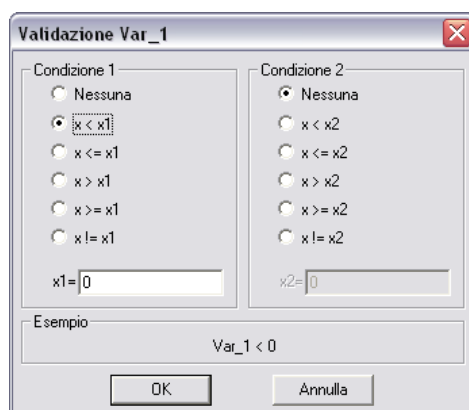 Validazione Var_1
Condizione 1
Nessuna
x < x1
x <= x1
x > x1
x >= x1
x != x1
x1= 0
Condizione 2
Nessuna
x < x2
x <= x2
x > x2
x >= x2
x != x2
x2= 0
Esempio
Var_1 < 0
OK
Annulla